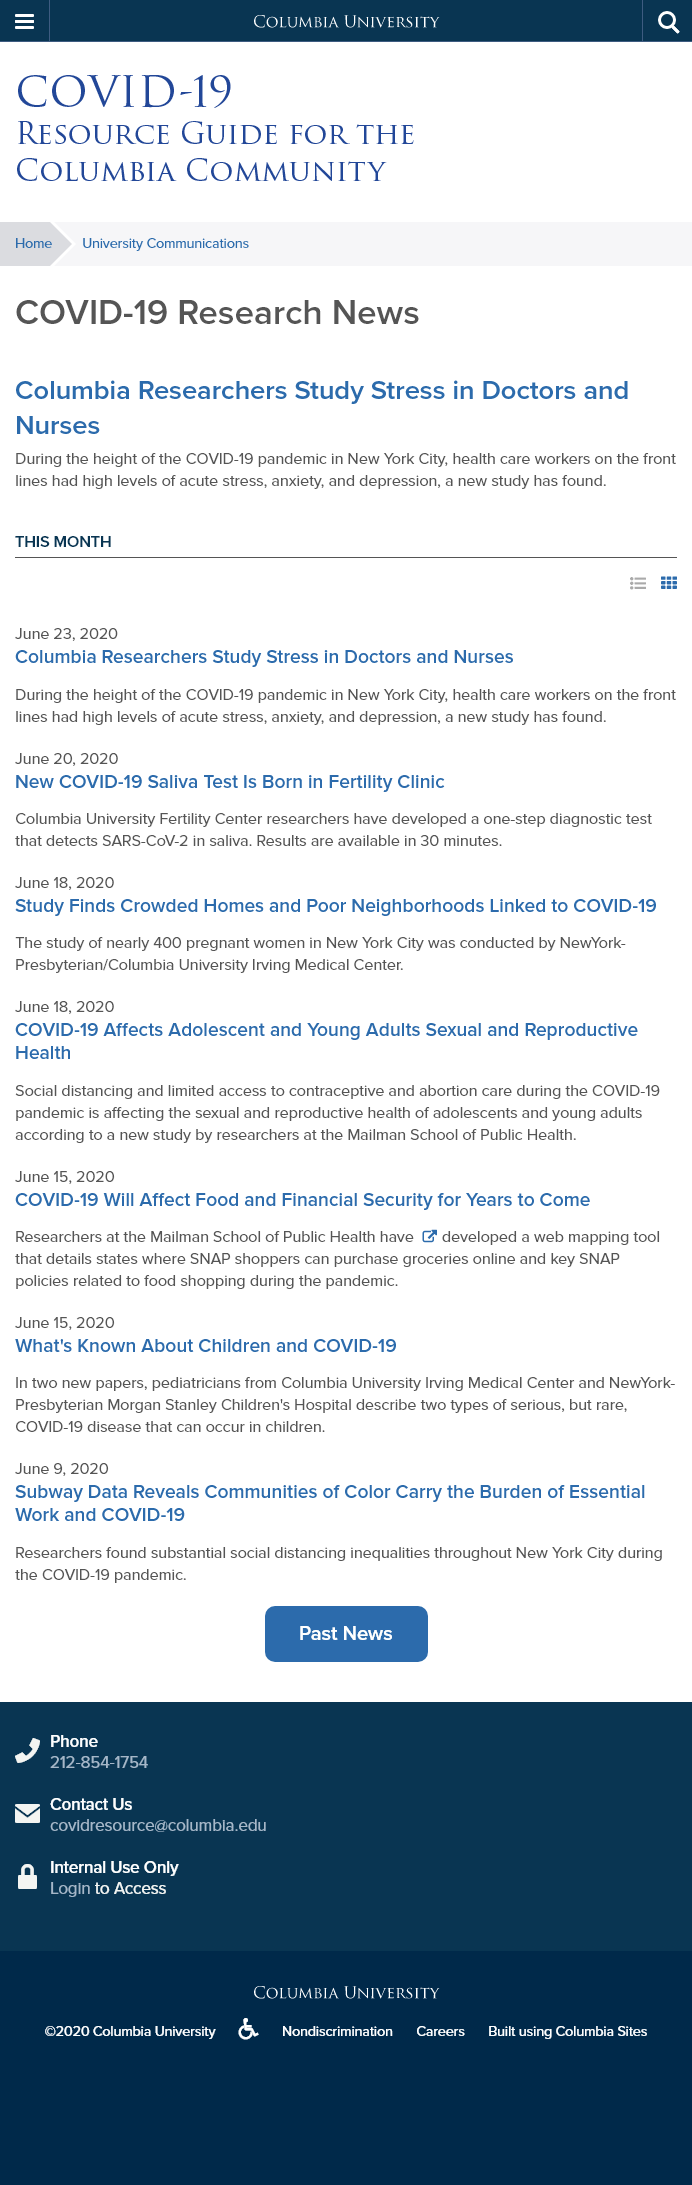 Columbia University
COVID-19
Resource Guide for the
Columbia Community
Home
University Communications
COVID-19 Research News
Columbia Researchers Study Stress in Doctors and
Nurses
During the height of the COVID-19 pandemic in New York City, health care workers on the front
lines had high levels of acute stress, anxiety, and depression, a new study has found.
THIS MONTH
June 23, 2020
Columbia Researchers Study Stress in Doctors and Nurses
During the height of the COVID-19 pandemic in New York City, health care workers on the front
lines had high levels of acute stress, anxiety, and depression, a new study has found.
June 20, 2020
New COVID-19 Saliva Test Is Born in Fertility Clinic
Columbia University Fertility Center researchers have developed a one-step diagnostic test
that detects SARS-CoV-2 in saliva. Results are available in 30 minutes.
June 18, 2020
Study Finds Crowded Homes and Poor Neighborhoods Linked to COVID-19
The study of nearly 400 pregnant women in New York City was conducted by NewYork-
Presbyterian/Columbia University Irving Medical Center.
June 18, 2020
COVID-19 Affects Adolescent and Young Adults Sexual and Reproductive
Health
Social distancing and limited access to contraceptive and abortion care during the COVID-19
pandemic is affecting the sexual and reproductive health of adolescents and young adults
according to a new study by researchers at the Mailman School of Public Health.
June 15, 2020
COVID-19 Will Affect Food and Financial Security for Years to Come
Researchers at the Mailman School of Public Health have developed a web mapping tool
that details states where SNAP shoppers can purchase groceries online and key SNAP
policies related to food shopping during the pandemic.
June 15, 2020
What's Known About Children and COVID-19
In two new papers, pediatricians from Columbia University Irving Medical Center and NewYork-
Presbyterian Morgan Stanley Children's Hospital describe two types of serious, but rare,
COVID-19 disease that can occur in children.
June 9, 2020
Subway Data Reveals Communities of Color Carry the Burden of Essential
Work and COVID-19
Researchers found substantial social distancing inequalities throughout New York City during
the COVID-19 pandemic.
Past News
Phone
212-854-1754
Contact Us
covidresource@columbia.edu
Internal Use Only
Login to Access
Columbia University
©2020 Columbia University Nondiscrimination Careers Built using Columbia Sites